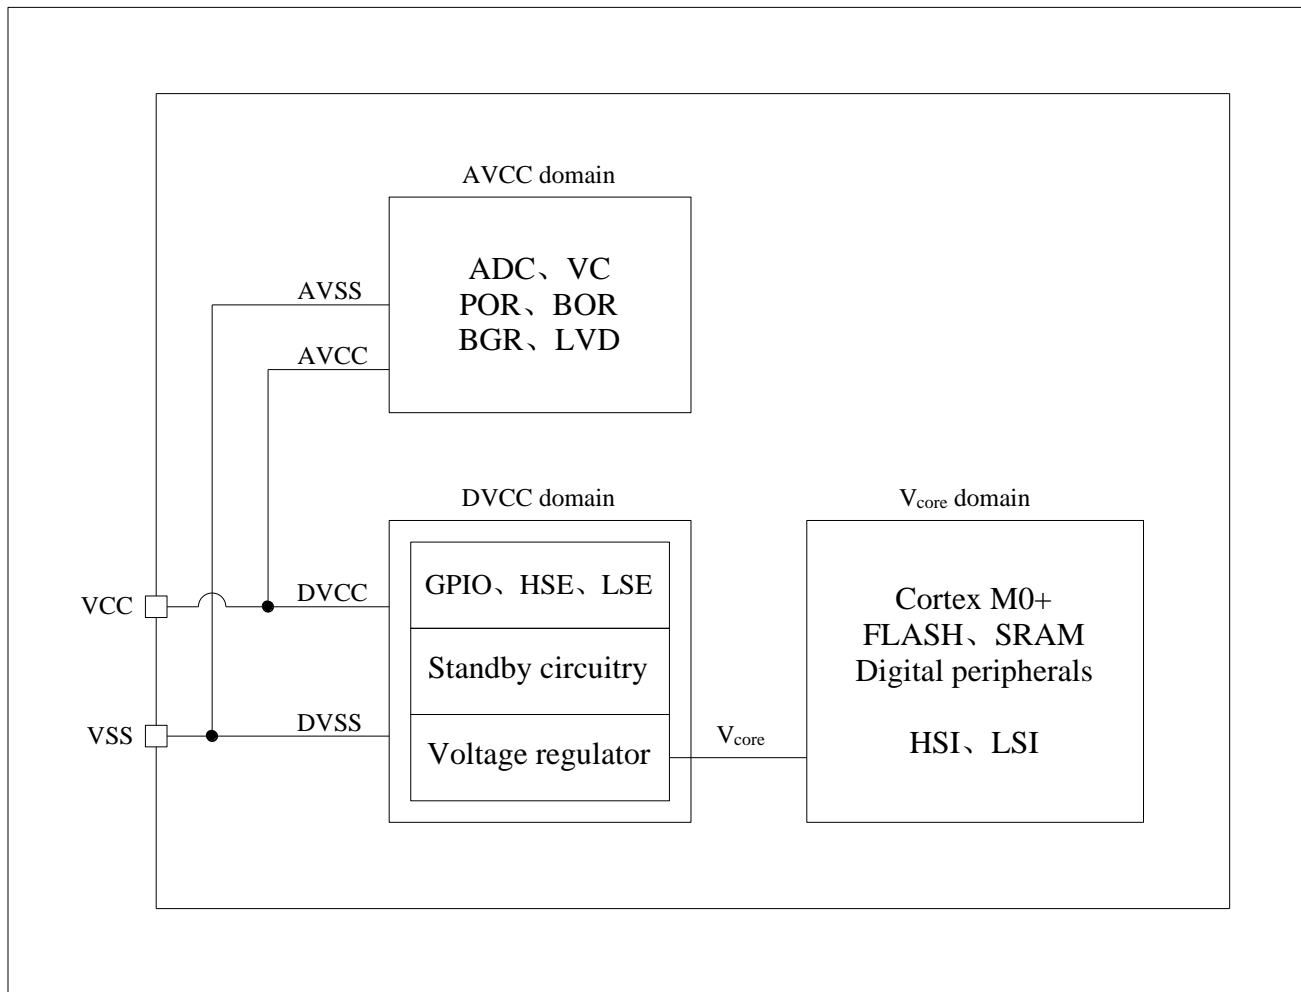 AVCC domain
ADC、VC
POR、BOR
BGR、LVD
AVSS
AVCC
DVCC domain
GPIO、HSE、LSE
Standby circuitry
Voltage regulator
VCC
DVCC
VSS
DVSS
Vcore
Vcore domain
Cortex M0+
FLASH、SRAM
Digital peripherals
HSI、LSI